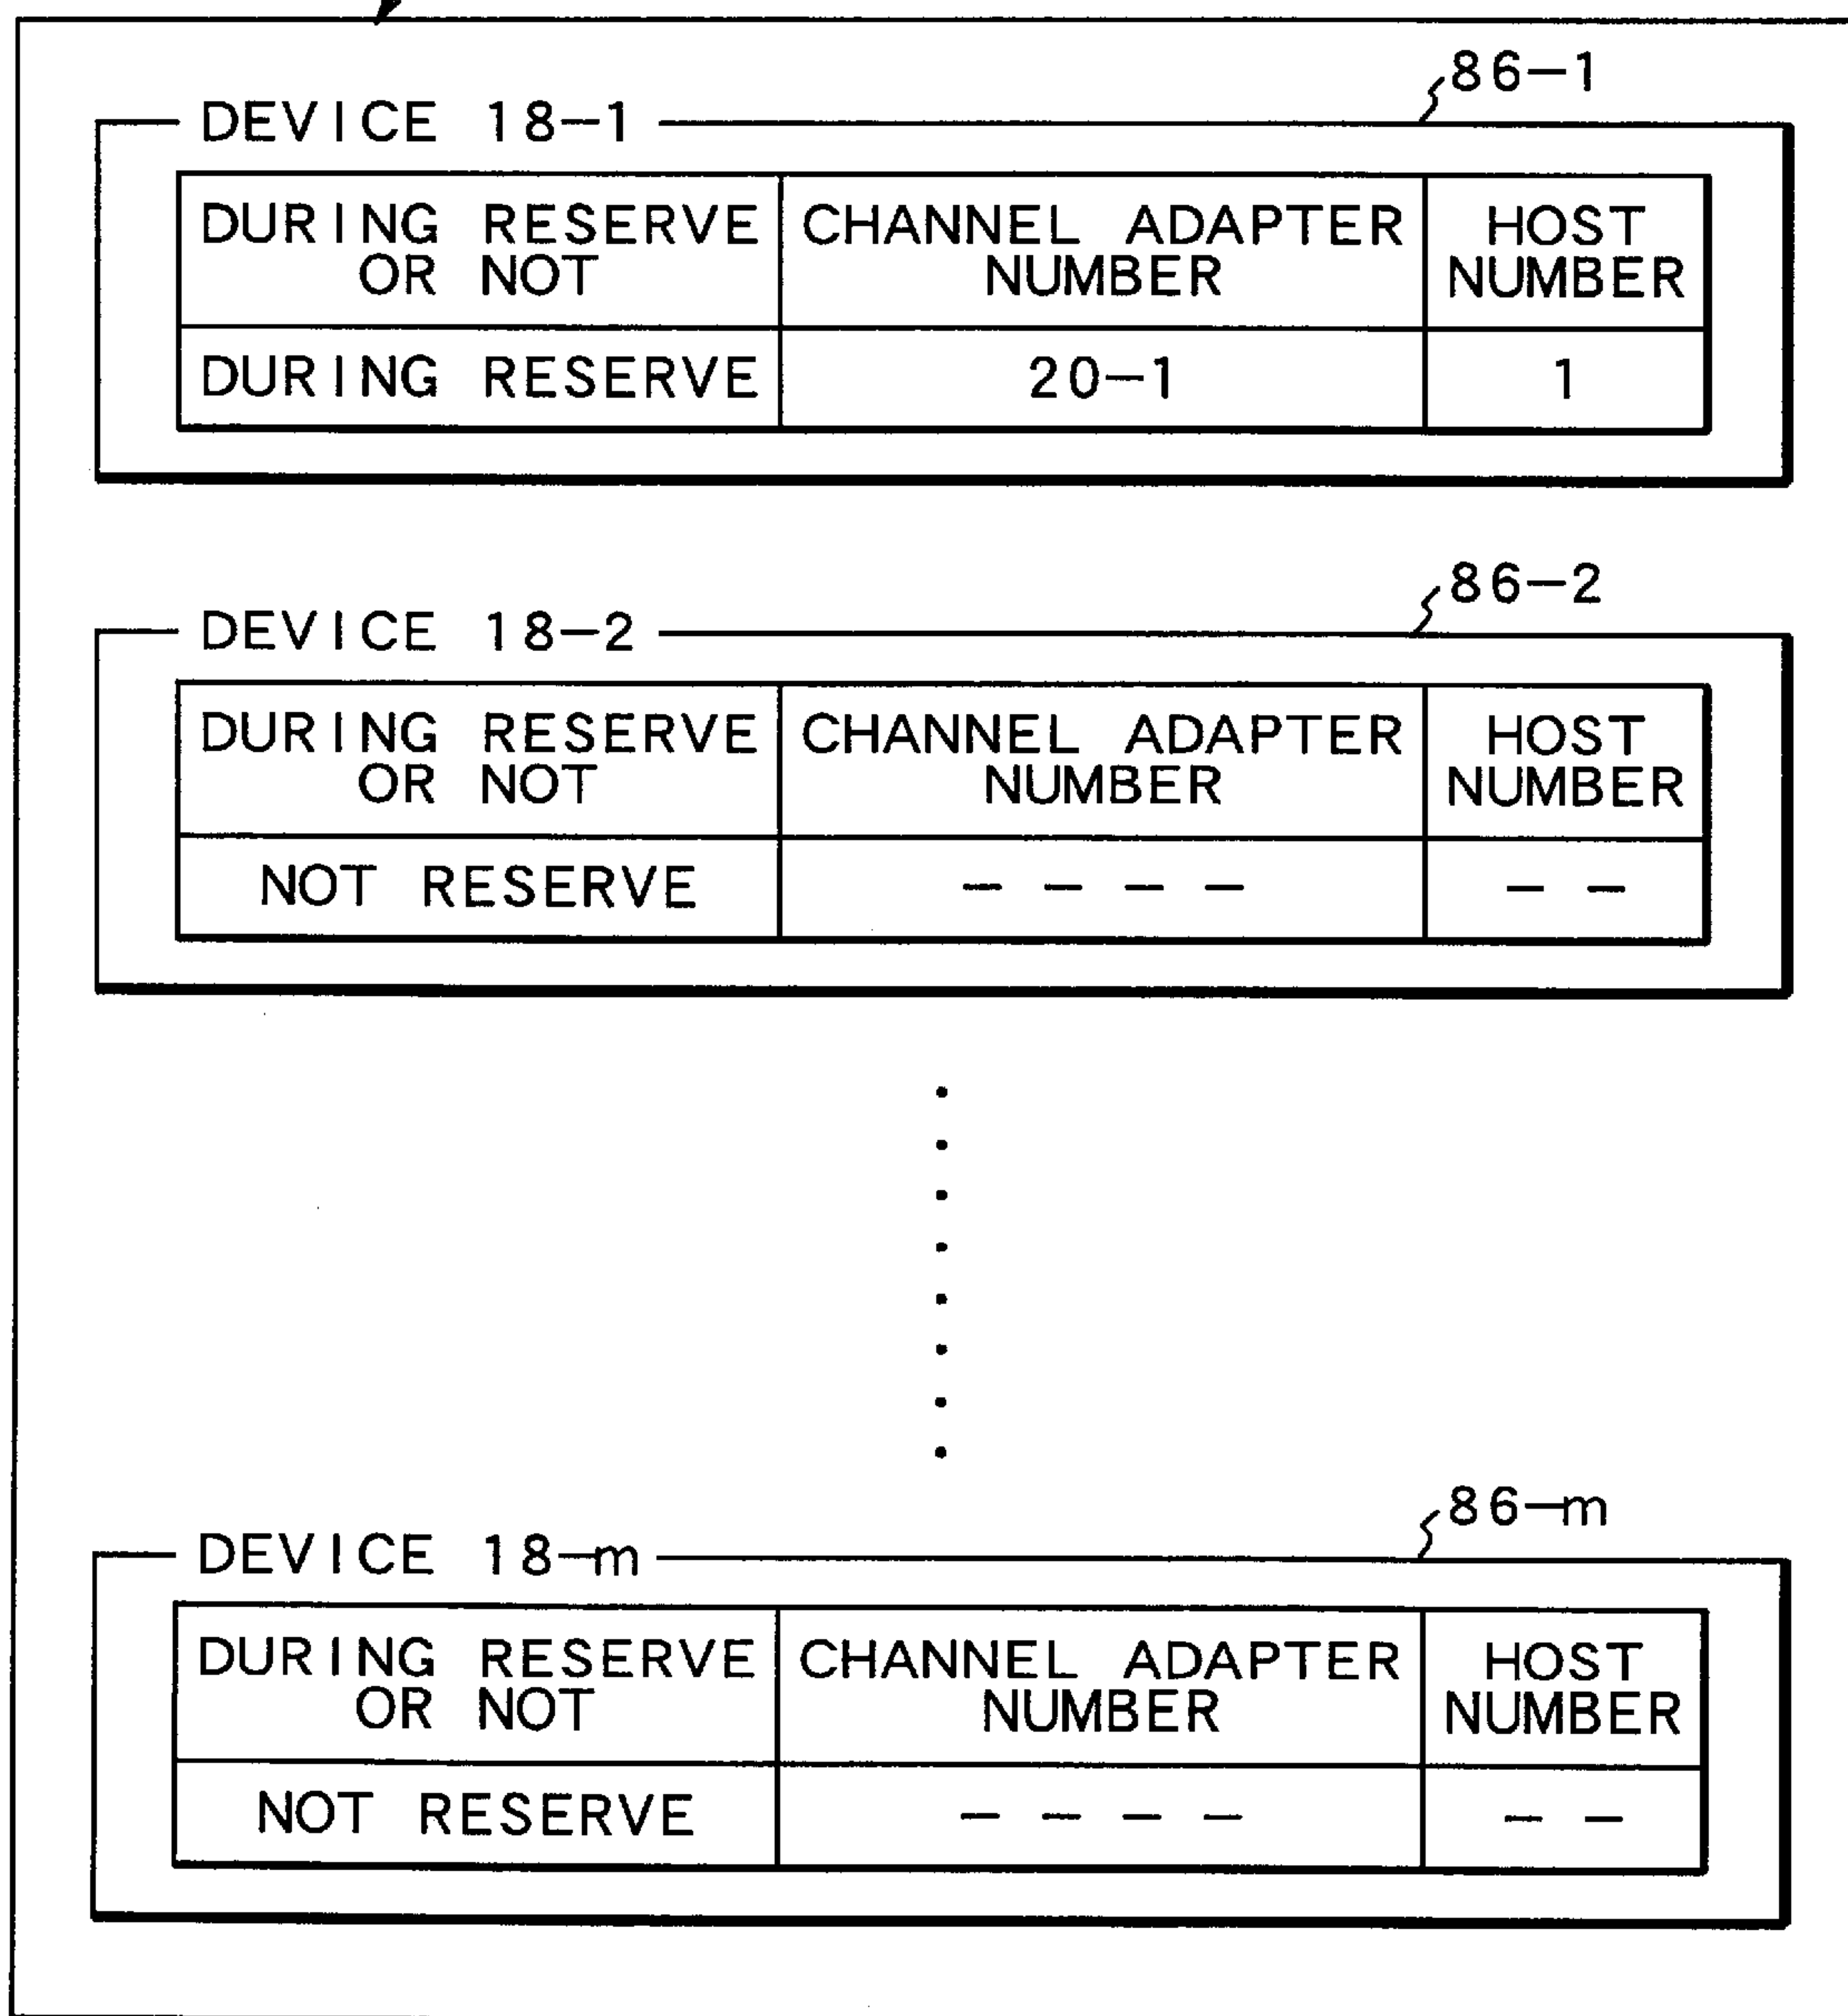 86-1
DEVICE 18-1
DURING RESERVE OR NOT CHANNEL ADAPTER NUMBER HOST NUMBER
DURING RESERVE 20-1 1
86-2
DEVICE 18-2
DURING RESERVE OR NOT CHANNEL ADAPTER NUMBER HOST NUMBER
NOT RESERVE - - - - - -
86-m
DEVICE 18-m
DURING RESERVE OR NOT CHANNEL ADAPTER NUMBER HOST NUMBER
NOT RESERVE - - - - - -